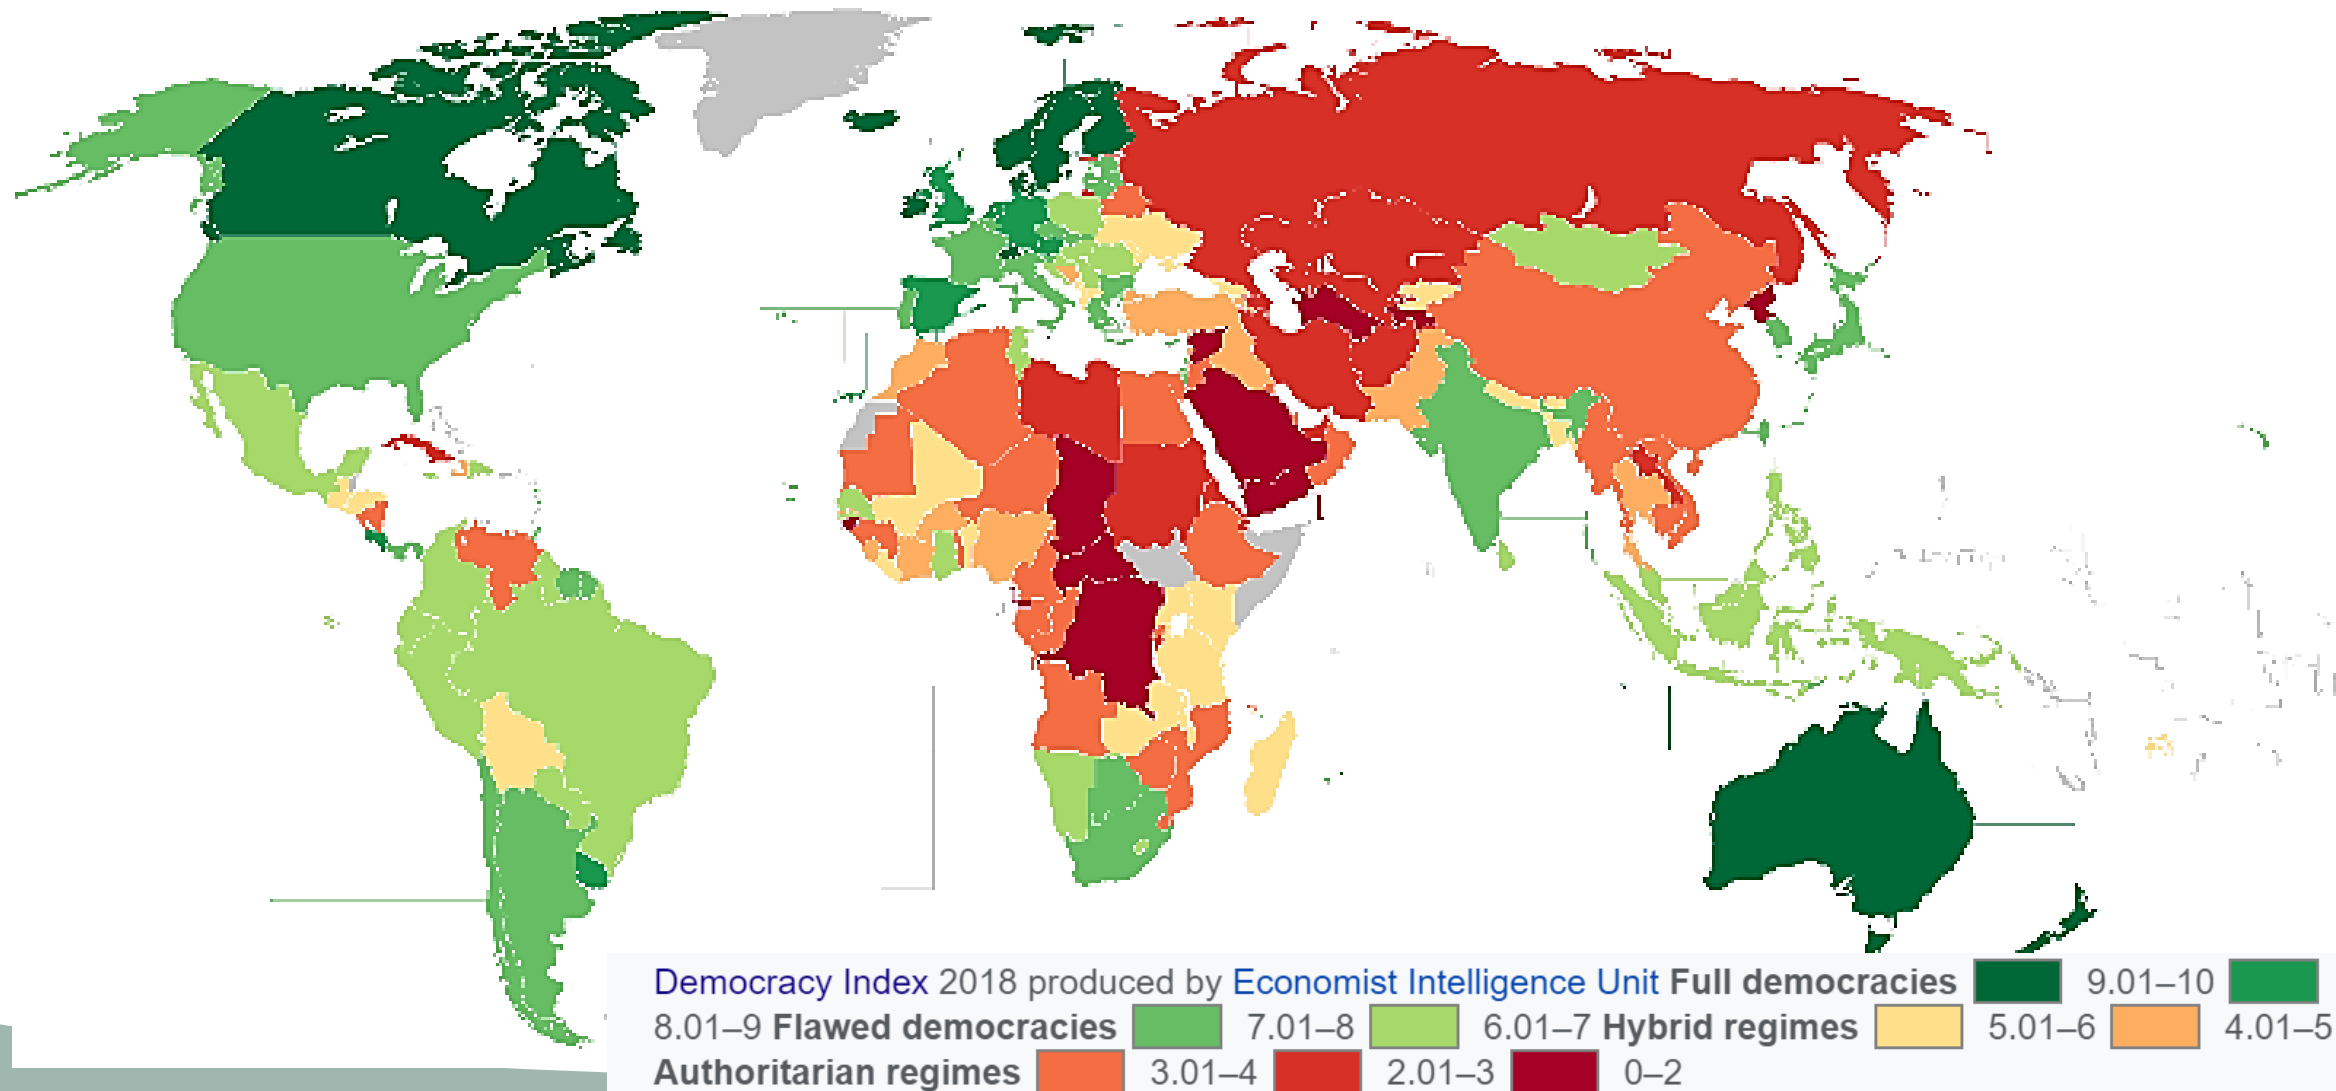 Democracy Index 2018 produced by Economist Intelligence Unit Full democracies 9.01–10
8.01–9 Flawed democracies 7.01–8 6.01–7 Hybrid regimes 5.01–6 4.01–5
Authoritarian regimes 3.01–4 2.01–3 0–2